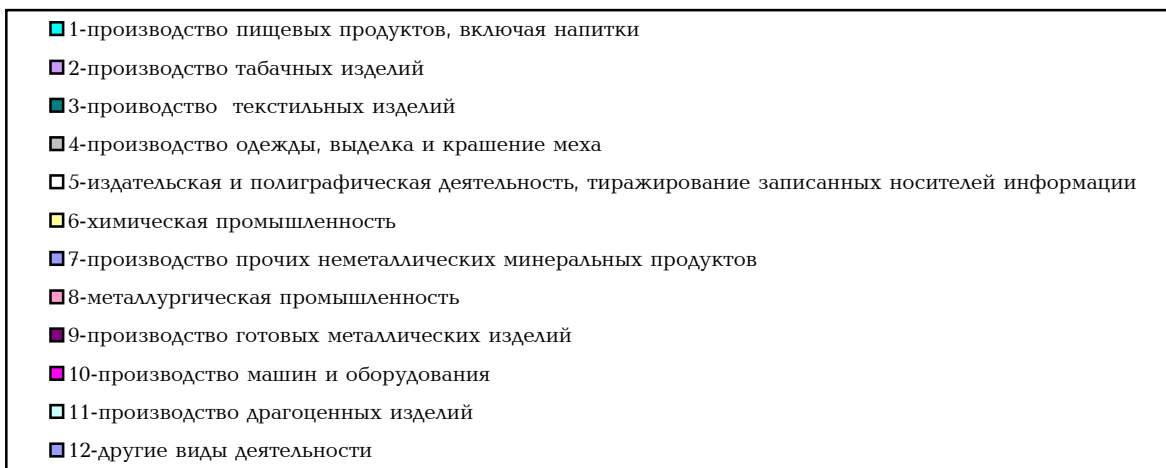 1-производство пищевых продуктов, включая напитки
2-производство табачных изделий
3-проиводство текстильных изделий
4-производство одежды, выделка и крашение меха
5-издательская и полиграфическая деятельность, тиражирование записанных носителей информации
6-химическая промышленность
7-производство прочих неметаллических минеральных продуктов
8-металлургическая промышленность
9-производство готовых металлических изделий
10-производство машин и оборудования
11-производство драгоценных изделий
12-другие виды деятельности